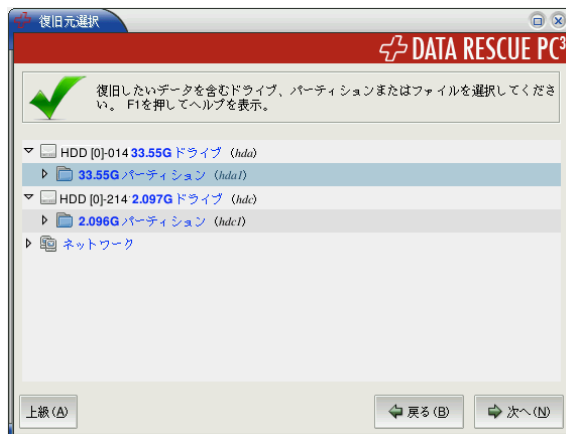 復旧元選択
DATA RESCUE PC³
復旧したいデータを含むドライブ、パーティションまたはファイルを選択してくださ
い。 F1を押してヘルプを表示。
HDD [0]-014 33.55G ドライブ (hda)
33.55G パーティション (hda1)
HDD [0]-214 2.097G ドライブ (hdc)
2.096G パーティション (hdc1)
ネットワーク
上級(A)
戻る(B)
次へ(N)